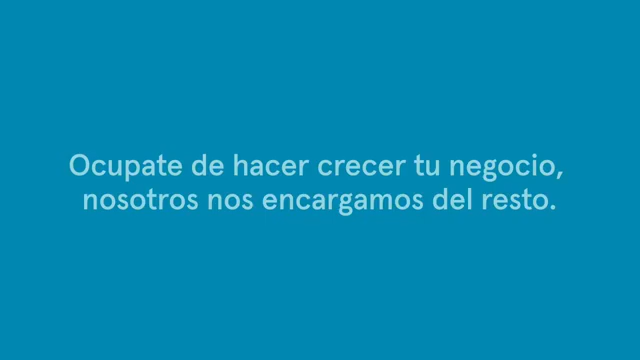 Ocupate de hacer crecer tu negocio,
nosotros nos encargamos del resto.